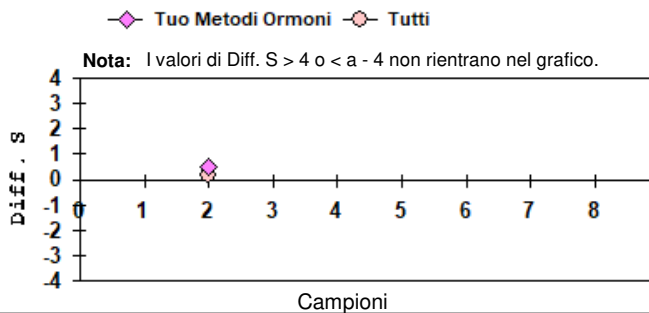 Tuo Metodi Ormoni Tutti
Nota: I valori di Diff. S > 4 o < a - 4 non rientrano nel grafico.
4
3
2
1
0
-1
-2
-3
-4
Diff. S
0 1 2 3 4 5 6 7 8
Campioni